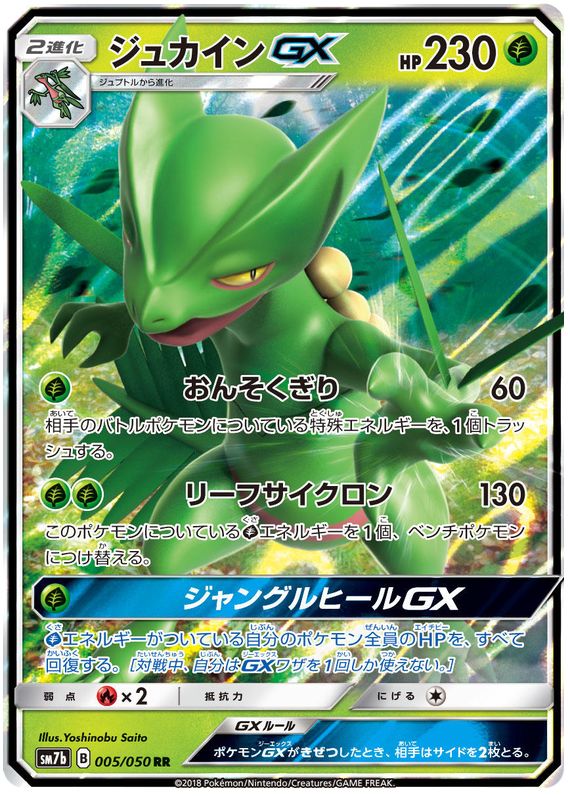 2進化
ジュカインGX
HP230
ジュプトルから進化
おんそくぎり 60
相手のバトルポケモンについている特殊エネルギーを、1個トラッ
シュする。
リーフサイクロン 130
このポケモンについているエネルギーを1個、ベンチポケモン
につけ替える。
ジャングルヒールGX
エネルギーがついている自分のポケモン全員のHPを、すべて
回復する。[対戦中、自分はGXワザを1回しか使えない。]
弱点 ×2 抵抗力 にげる
Illus.Yoshinobu Saito
GXルール
ポケモンGXがきぜつしたとき、相手はサイドを2枚とる。
SM7b B 005/050 RR
©2018 Pokémon/Nintendo/Creatures/GAME FREAK.